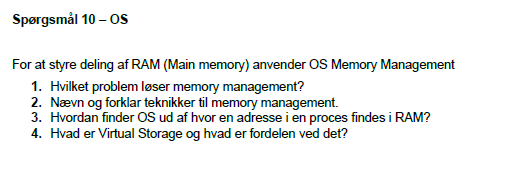 Spørgsmål 10 – OS
For at styre deling af RAM (Main memory) anvender OS Memory Management
1. Hvilket problem løser memory management?
2. Nævn og forklar teknikker til memory management.
3. Hvordan finder OS ud af hvor en adresse i en proces findes i RAM?
4. Hvad er Virtual Storage og hvad er fordelen ved det?